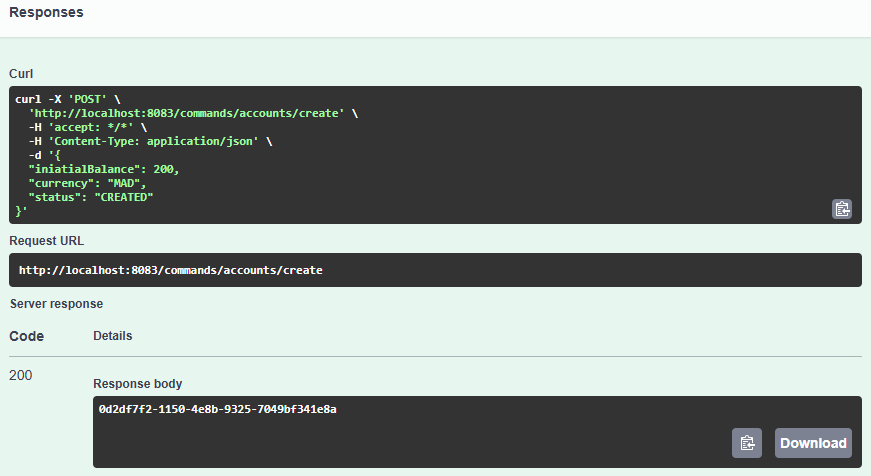 Responses
Curl
curl -X 'POST' \
  'http://localhost:8083/commands/accounts/create' \
  -H 'accept: */*' \
  -H 'Content-Type: application/json' \
  -d '{
  "iniatialBalance": 200,
  "currency": "MAD",
  "status": "CREATED"
}'
Request URL
http://localhost:8083/commands/accounts/create
Server response
Code Details
200
Response body
0d2df7f2-1150-4e8b-9325-7049bf341e8a
Download